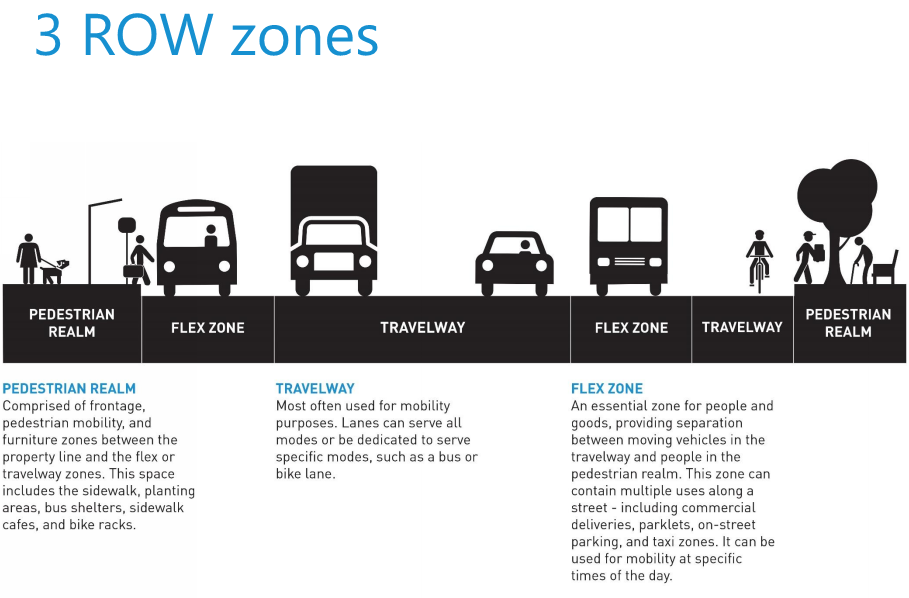 3 ROW zones
PEDESTRIAN
REALM
FLEX ZONE
TRAVELWAY
FLEX ZONE
TRAVELWAY
PEDESTRIAN
REALM
PEDESTRIAN REALM
Comprised of frontage,
pedestrian mobility, and
furniture zones between the
property line and the flex or
travelway zones. This space
includes the sidewalk, planting
areas, bus shelters, sidewalk
cafes, and bike racks.
TRAVELWAY
Most often used for mobility
purposes. Lanes can serve all
modes or be dedicated to serve
specific modes, such as a bus or
bike lane.
FLEX ZONE
An essential zone for people and
goods, providing separation
between moving vehicles in the
travelway and people in the
pedestrian realm. This zone can
contain multiple uses along a
street - including commercial
deliveries, parklets, on-street
parking, and taxi zones. It can be
used for mobility at specific
times of the day.